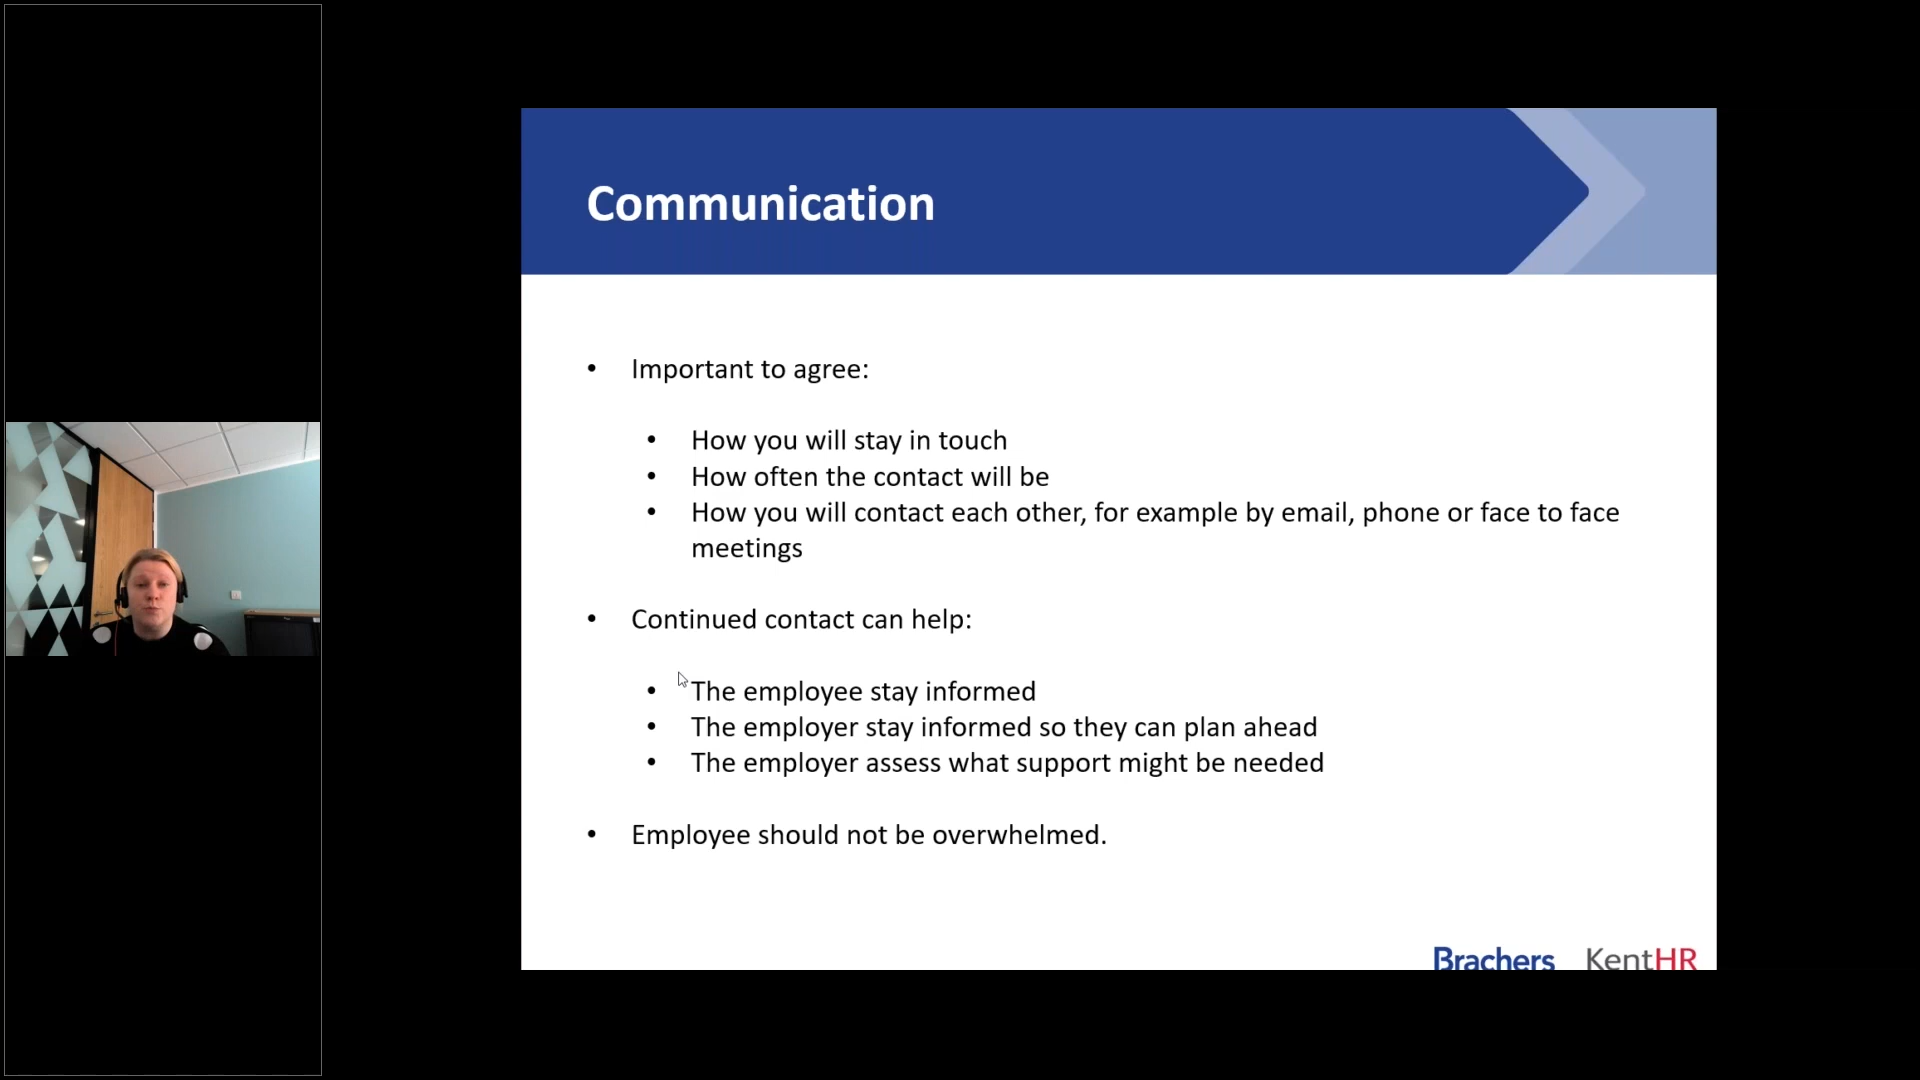 Communication
• Important to agree:
• How you will stay in touch
• How often the contact will be
• How you will contact each other, for example by email, phone or face to face
meetings
• Continued contact can help:
• The employee stay informed
• The employer stay informed so they can plan ahead
• The employer assess what support might be needed
• Employee should not be overwhelmed.
Brachers KentHR